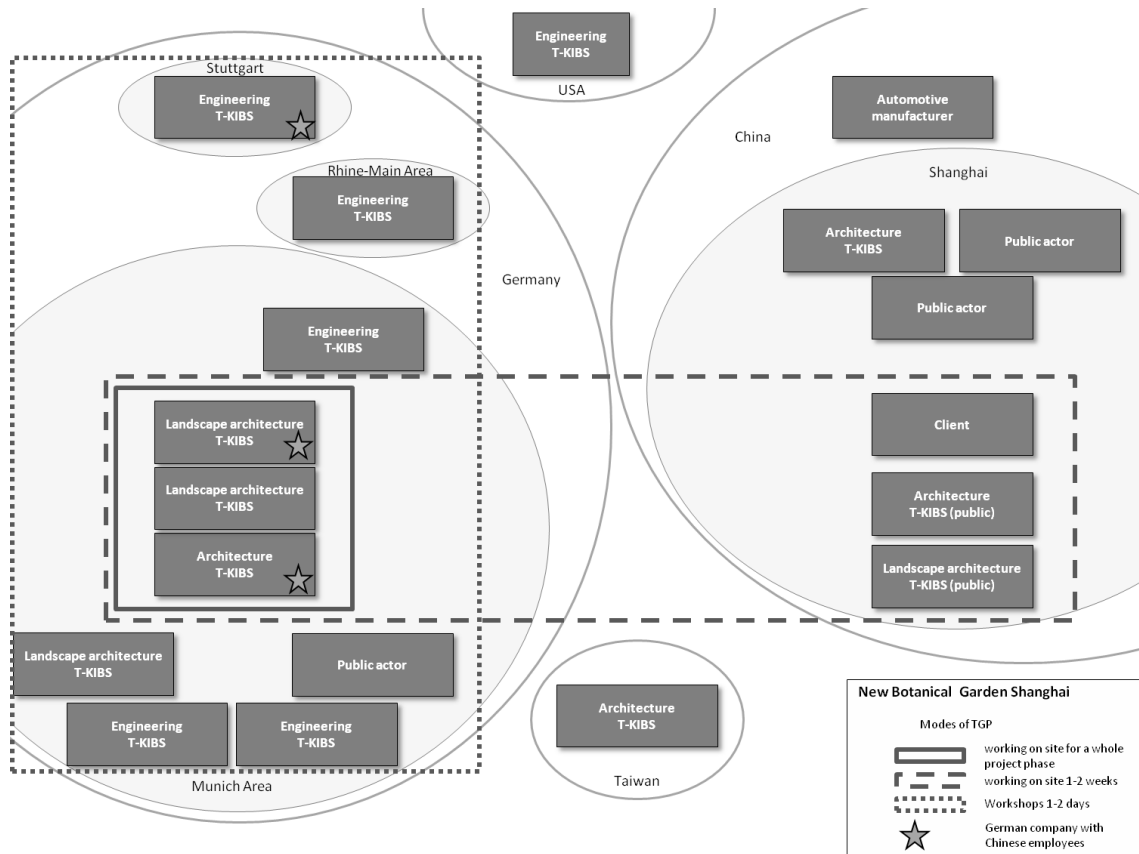 Engineering
T-KIBS
USA
Stuttgart
Engineering
T-KIBS
Rhine-Main Area
Engineering
T-KIBS
Germany
China
Automotive
manufacturer
Shanghai
Architecture
T-KIBS
Public actor
Public actor
Engineering
T-KIBS
Landscape architecture
T-KIBS
Landscape architecture
T-KIBS
Architecture
T-KIBS
Client
Architecture
T-KIBS (public)
Landscape architecture
T-KIBS (public)
Landscape architecture
T-KIBS
Public actor
Engineering
T-KIBS
Engineering
T-KIBS
Munich Area
Architecture
T-KIBS
Taiwan
New Botanical Garden Shanghai
Modes of TGP
working on site for a whole
project phase
working on site 1-2 weeks
Workshops 1-2 days
German company with
Chinese employees